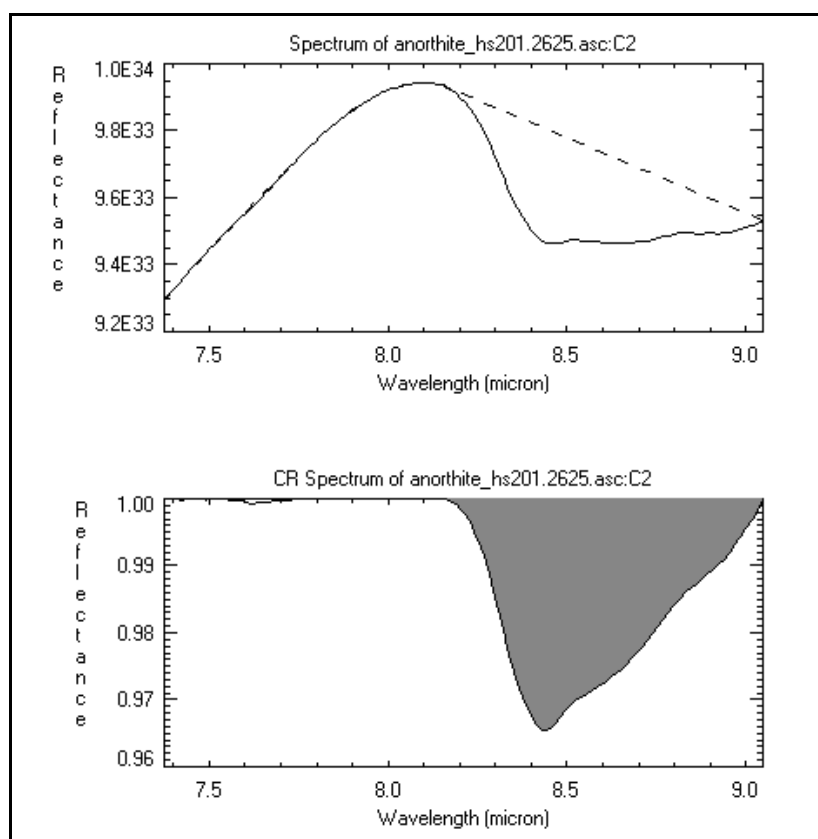 Spectrum of anorthite_hs201.2625.asc:C2
Reflectance
1.0E34
9.8E33
9.6E33
9.4E33
9.2E33
7.5 8.0 8.5 9.0
Wavelength (micron)
CR Spectrum of anorthite_hs201.2625.asc:C2
Reflectance
1.00
0.99
0.98
0.97
0.96
7.5 8.0 8.5 9.0
Wavelength (micron)